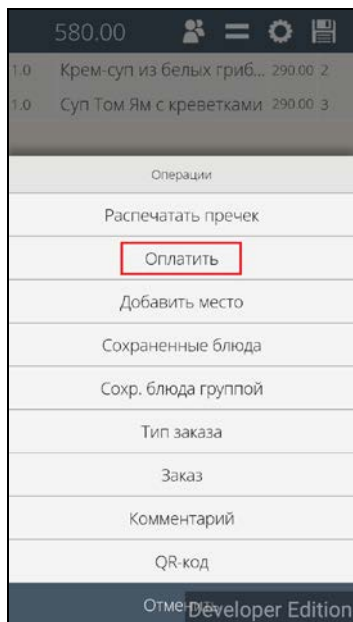 580.00
1.0 Крем-суп из белых гриб... 290.00 2
1.0 Суп Том Ям с креветками 290.00 3
Операции
Распечатать пречек
Оплатить
Добавить место
Сохраненные блюда
Сохр. блюда группой
Тип заказа
Заказ
Комментарий
QR-код
Отменить
Developer Edition